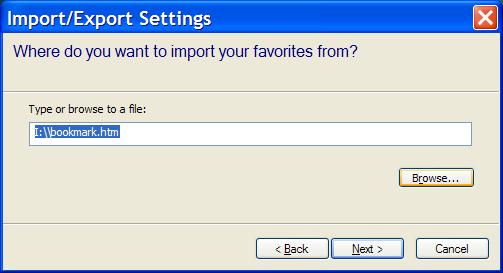 Import/Export Settings
Where do you want to import your favorites from?
Type or browse to a file:
I:\\bookmark.htm
Browse...
< Back Next > Cancel